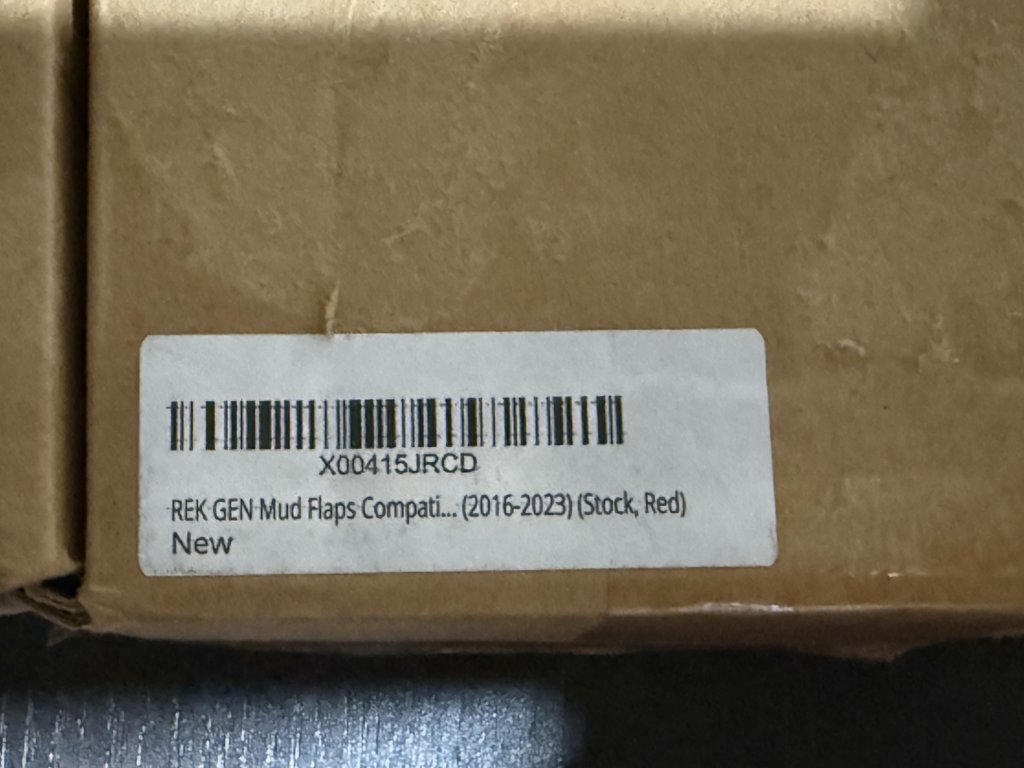 X00415JRCD
REK GEN Mud Flaps Compati... (2016-2023) (Stock, Red)
New